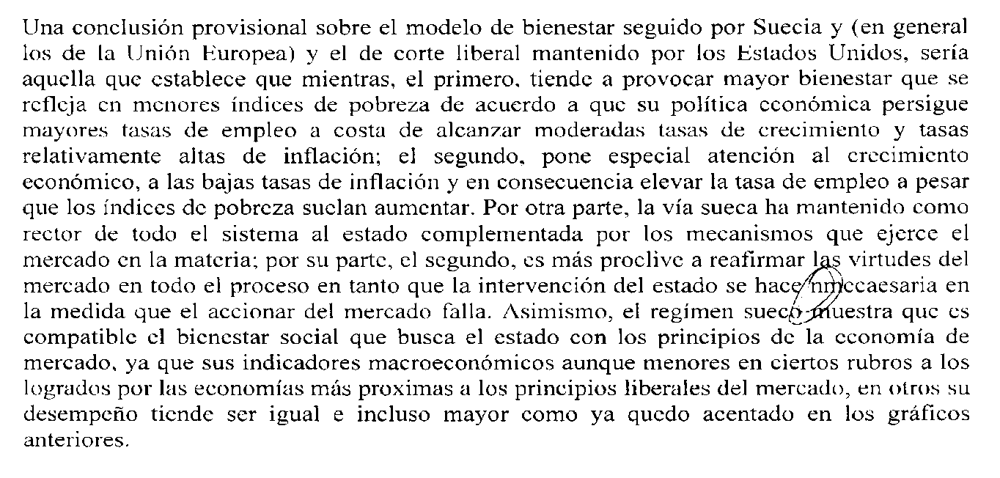 Una conclusión provisional sobre el modelo de bienestar seguido por Suecia y (en general
los de la Unión Europea) y el de corte liberal mantenido por los Estados Unidos, sería
aquella que establece que mientras, el primero, tiende a provocar mayor bienestar que se
refleja en menores índices de pobreza de acuerdo a que su política económica persigue
mayores tasas de empleo a costa de alcanzar moderadas tasas de crecimiento y tasas
relativamente altas de inflación; el segundo, pone especial atención al crecimiento
económico, a las bajas tasas de inflación y en consecuencia elevar la tasa de empleo a pesar
que los índices de pobreza suelan aumentar. Por otra parte, la vía sueca ha mantenido como
rector de todo el sistema al estado complementada por los mecanismos que ejerce el
mercado en la materia; por su parte, el segundo, es más proclive a reafirmar las virtudes del
mercado en todo el proceso en tanto que la intervención del estado se hace en
la medida que el accionar del mercado falla. Asimismo, el regímen sueco muestra que es
compatible el bienestar social que busca el estado con los principios de la economía de
mercado, ya que sus indicadores macroeconómicos aunque menores en ciertos rubros a los
logrados por las economías más proximas a los principios liberales del mercado, en otros su
desempeño tiende ser igual e incluso mayor como ya quedo acentado en los gráficos
anteriores.